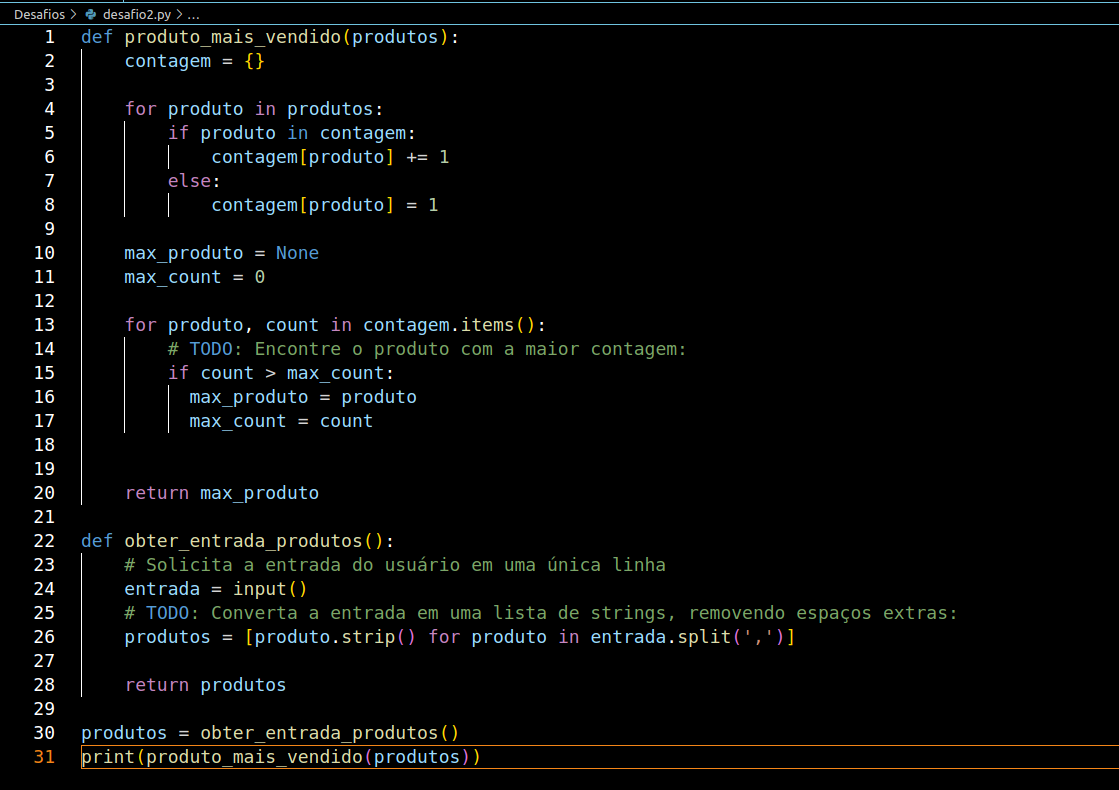 Desafios > desafio2.py > ...
1 def produto_mais_vendido(produtos):
2     contagem = {}
3
4     for produto in produtos:
5         if produto in contagem:
6             contagem[produto] += 1
7         else:
8             contagem[produto] = 1
9
10     max_produto = None
11     max_count = 0
12
13     for produto, count in contagem.items():
14         # TODO: Encontre o produto com a maior contagem:
15         if count > max_count:
16           max_produto = produto
17           max_count = count
18
19
20     return max_produto
21
22 def obter_entrada_produtos():
23     # Solicita a entrada do usuário em uma única linha
24     entrada = input()
25     # TODO: Converta a entrada em uma lista de strings, removendo espaços extras:
26     produtos = [produto.strip() for produto in entrada.split(',')]
27
28     return produtos
29
30 produtos = obter_entrada_produtos()
31 print(produto_mais_vendido(produtos))